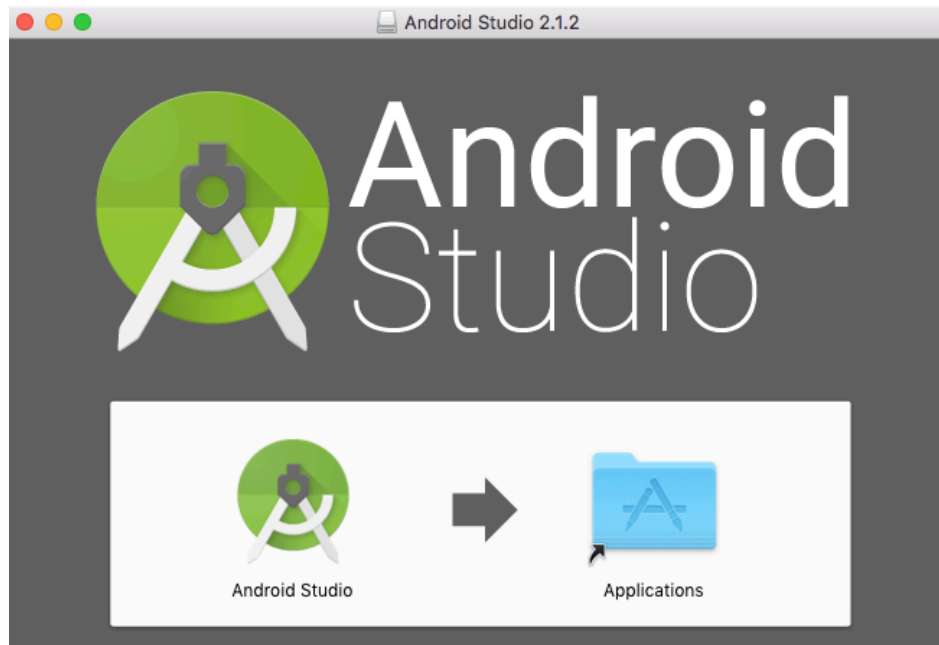 Android Studio 2.1.2
Android
Studio
Android Studio
Applications